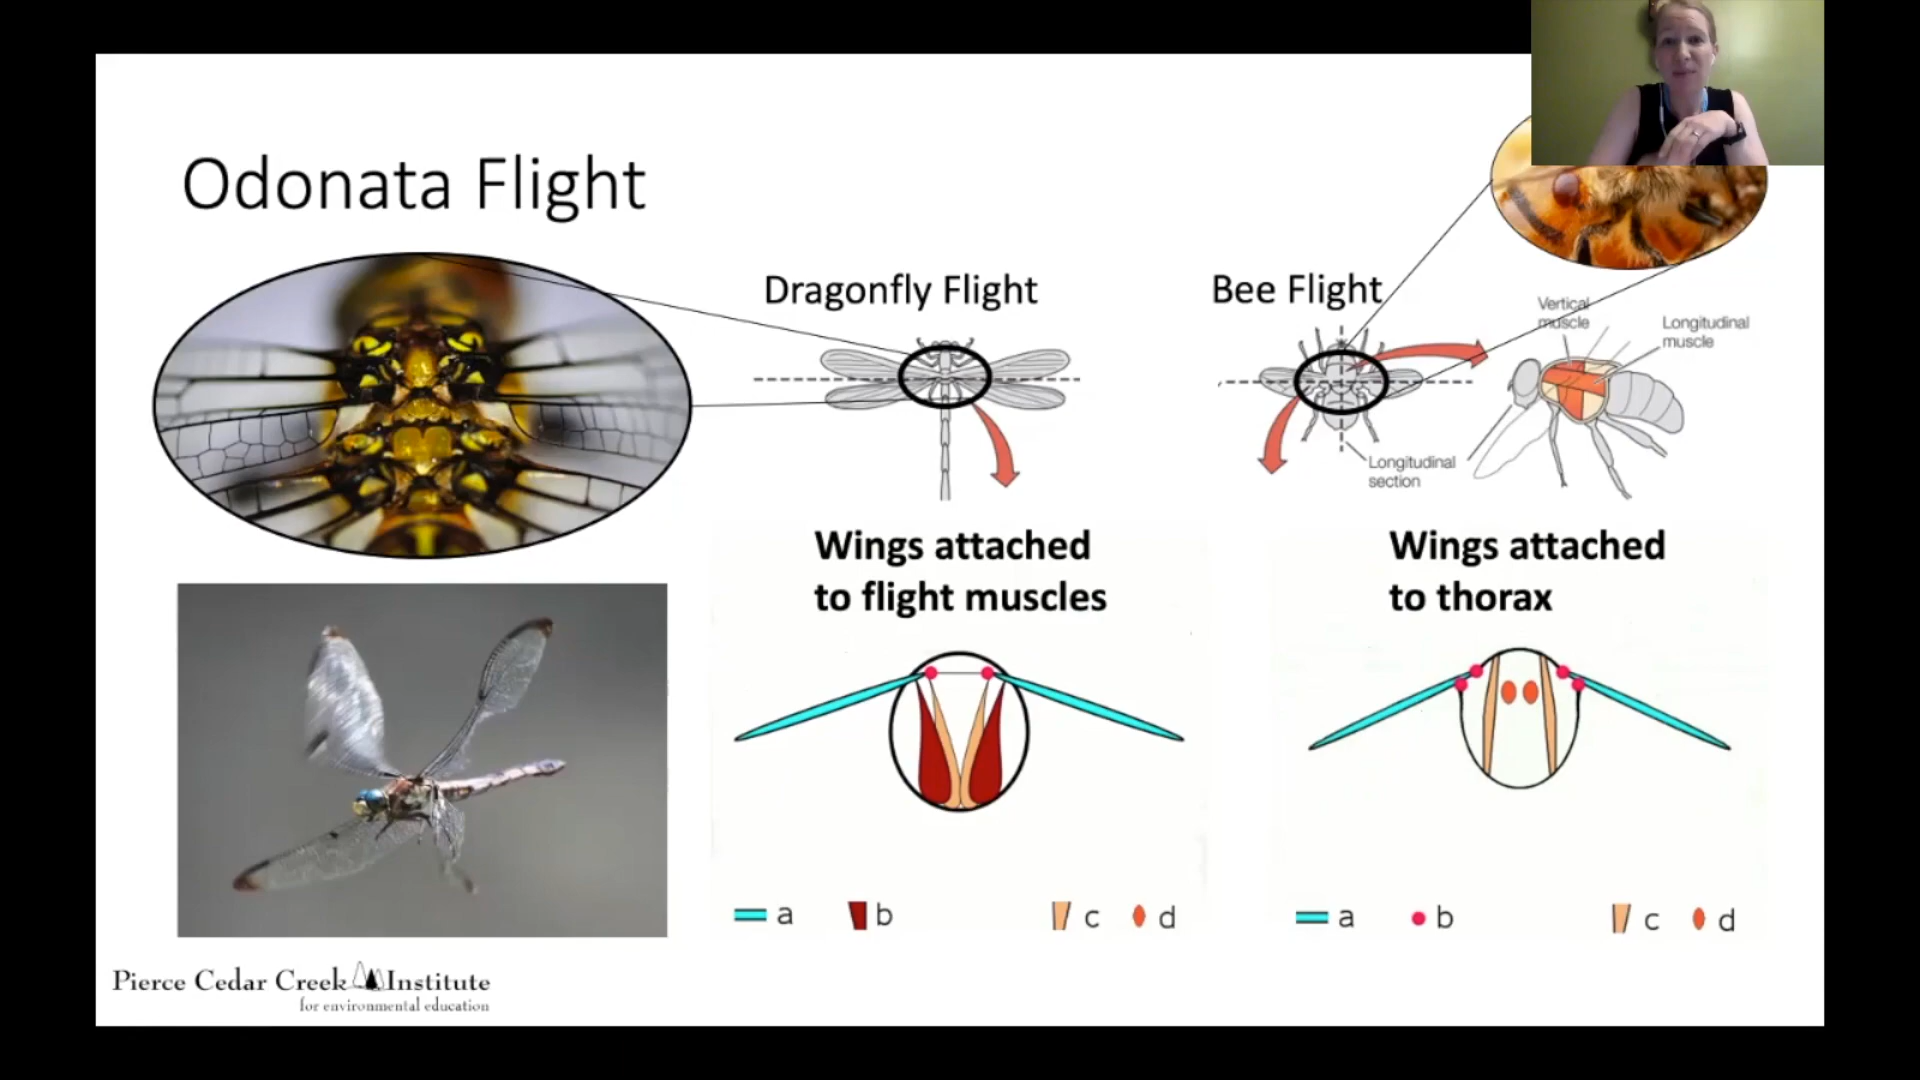 Odonata Flight
Dragonfly Flight
Bee Flight
Vertical
muscle
Longitudinal
muscle
Longitudinal
section
Wings attached
to flight muscles
Wings attached
to thorax
a b c d
a b c d
Pierce Cedar Creek Institute
for environmental education